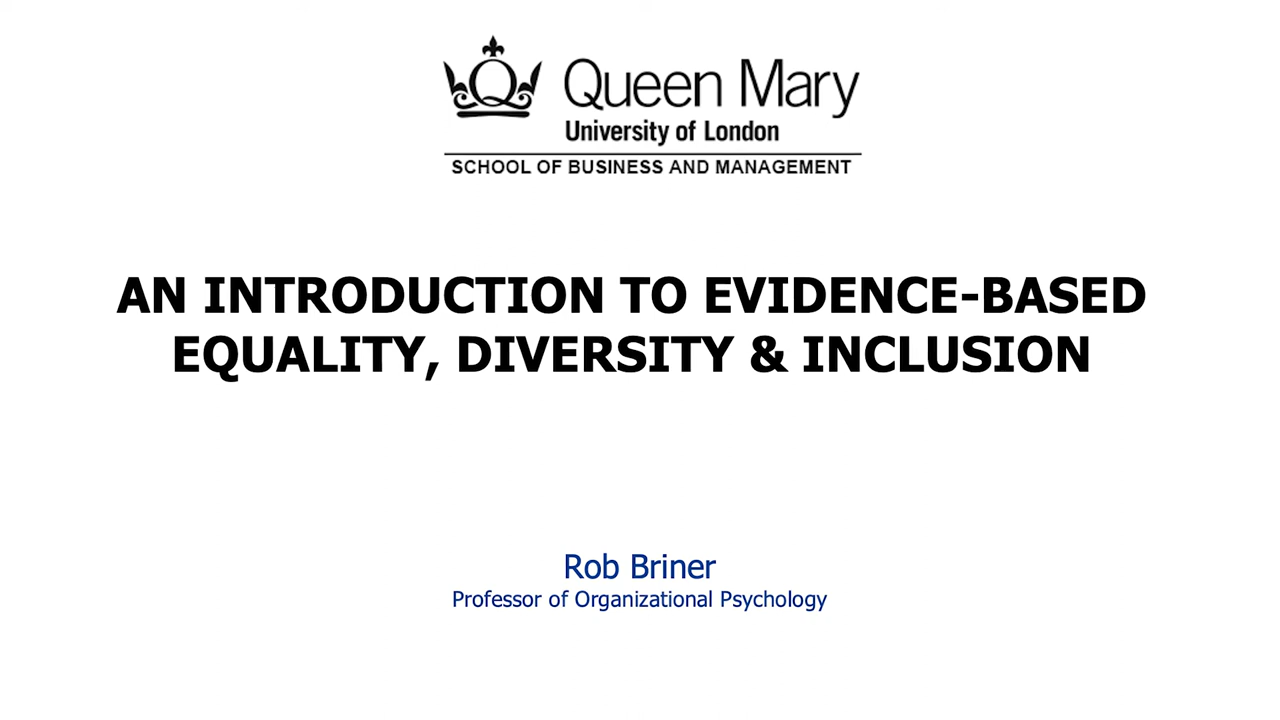 Queen Mary
University of London
SCHOOL OF BUSINESS AND MANAGEMENT
AN INTRODUCTION TO EVIDENCE-BASED
EQUALITY, DIVERSITY & INCLUSION
Rob Briner
Professor of Organizational Psychology